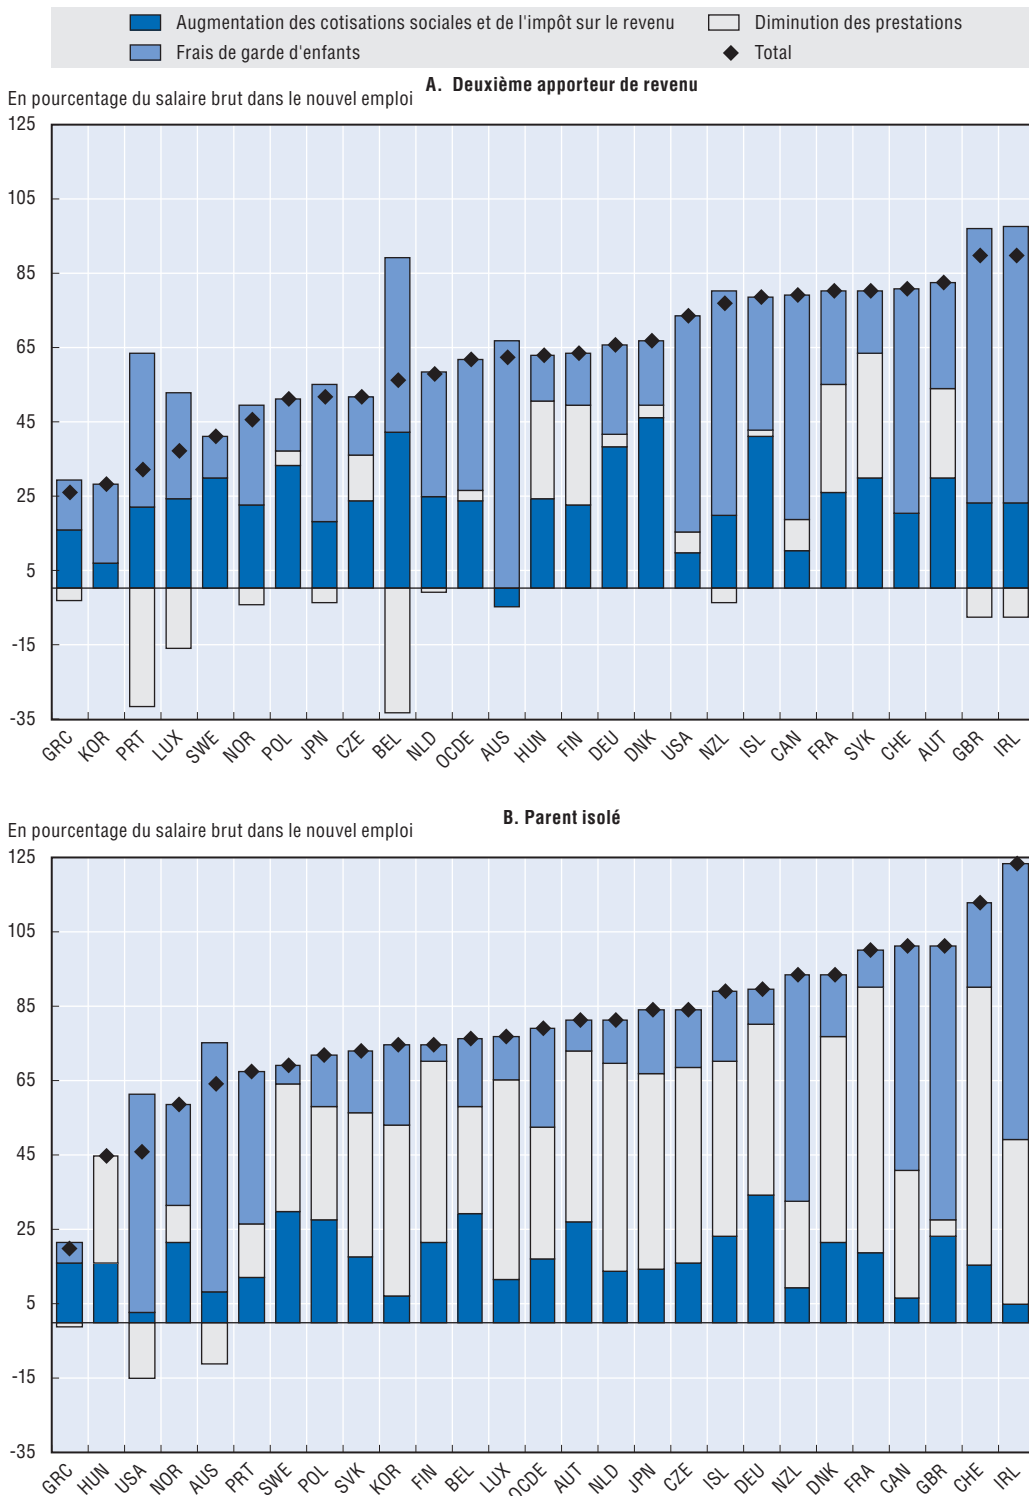 Augmentation des cotisations sociales et de l'impôt sur le revenu
Diminution des prestations
Frais de garde d'enfants
Total
A. Deuxième apporteur de revenu
En pourcentage du salaire brut dans le nouvel emploi
125
105
85
65
45
25
5
-15
-35
GRC KOR PRT LUX SWE NOR POL JPN CZE BEL NLD OCDE AUS HUN FIN DEU DNK USA NZL ISL CAN FRA SVK CHE AUT GBR IRL
B. Parent isolé
En pourcentage du salaire brut dans le nouvel emploi
125
105
85
65
45
25
5
-15
-35
GRC HUN USA NOR AUS PRT SWE POL SVK KOR FIN BEL LUX OCDE AUT NLD JPN CZE ISL DEU NZL DNK FRA CAN GBR CHE IRL